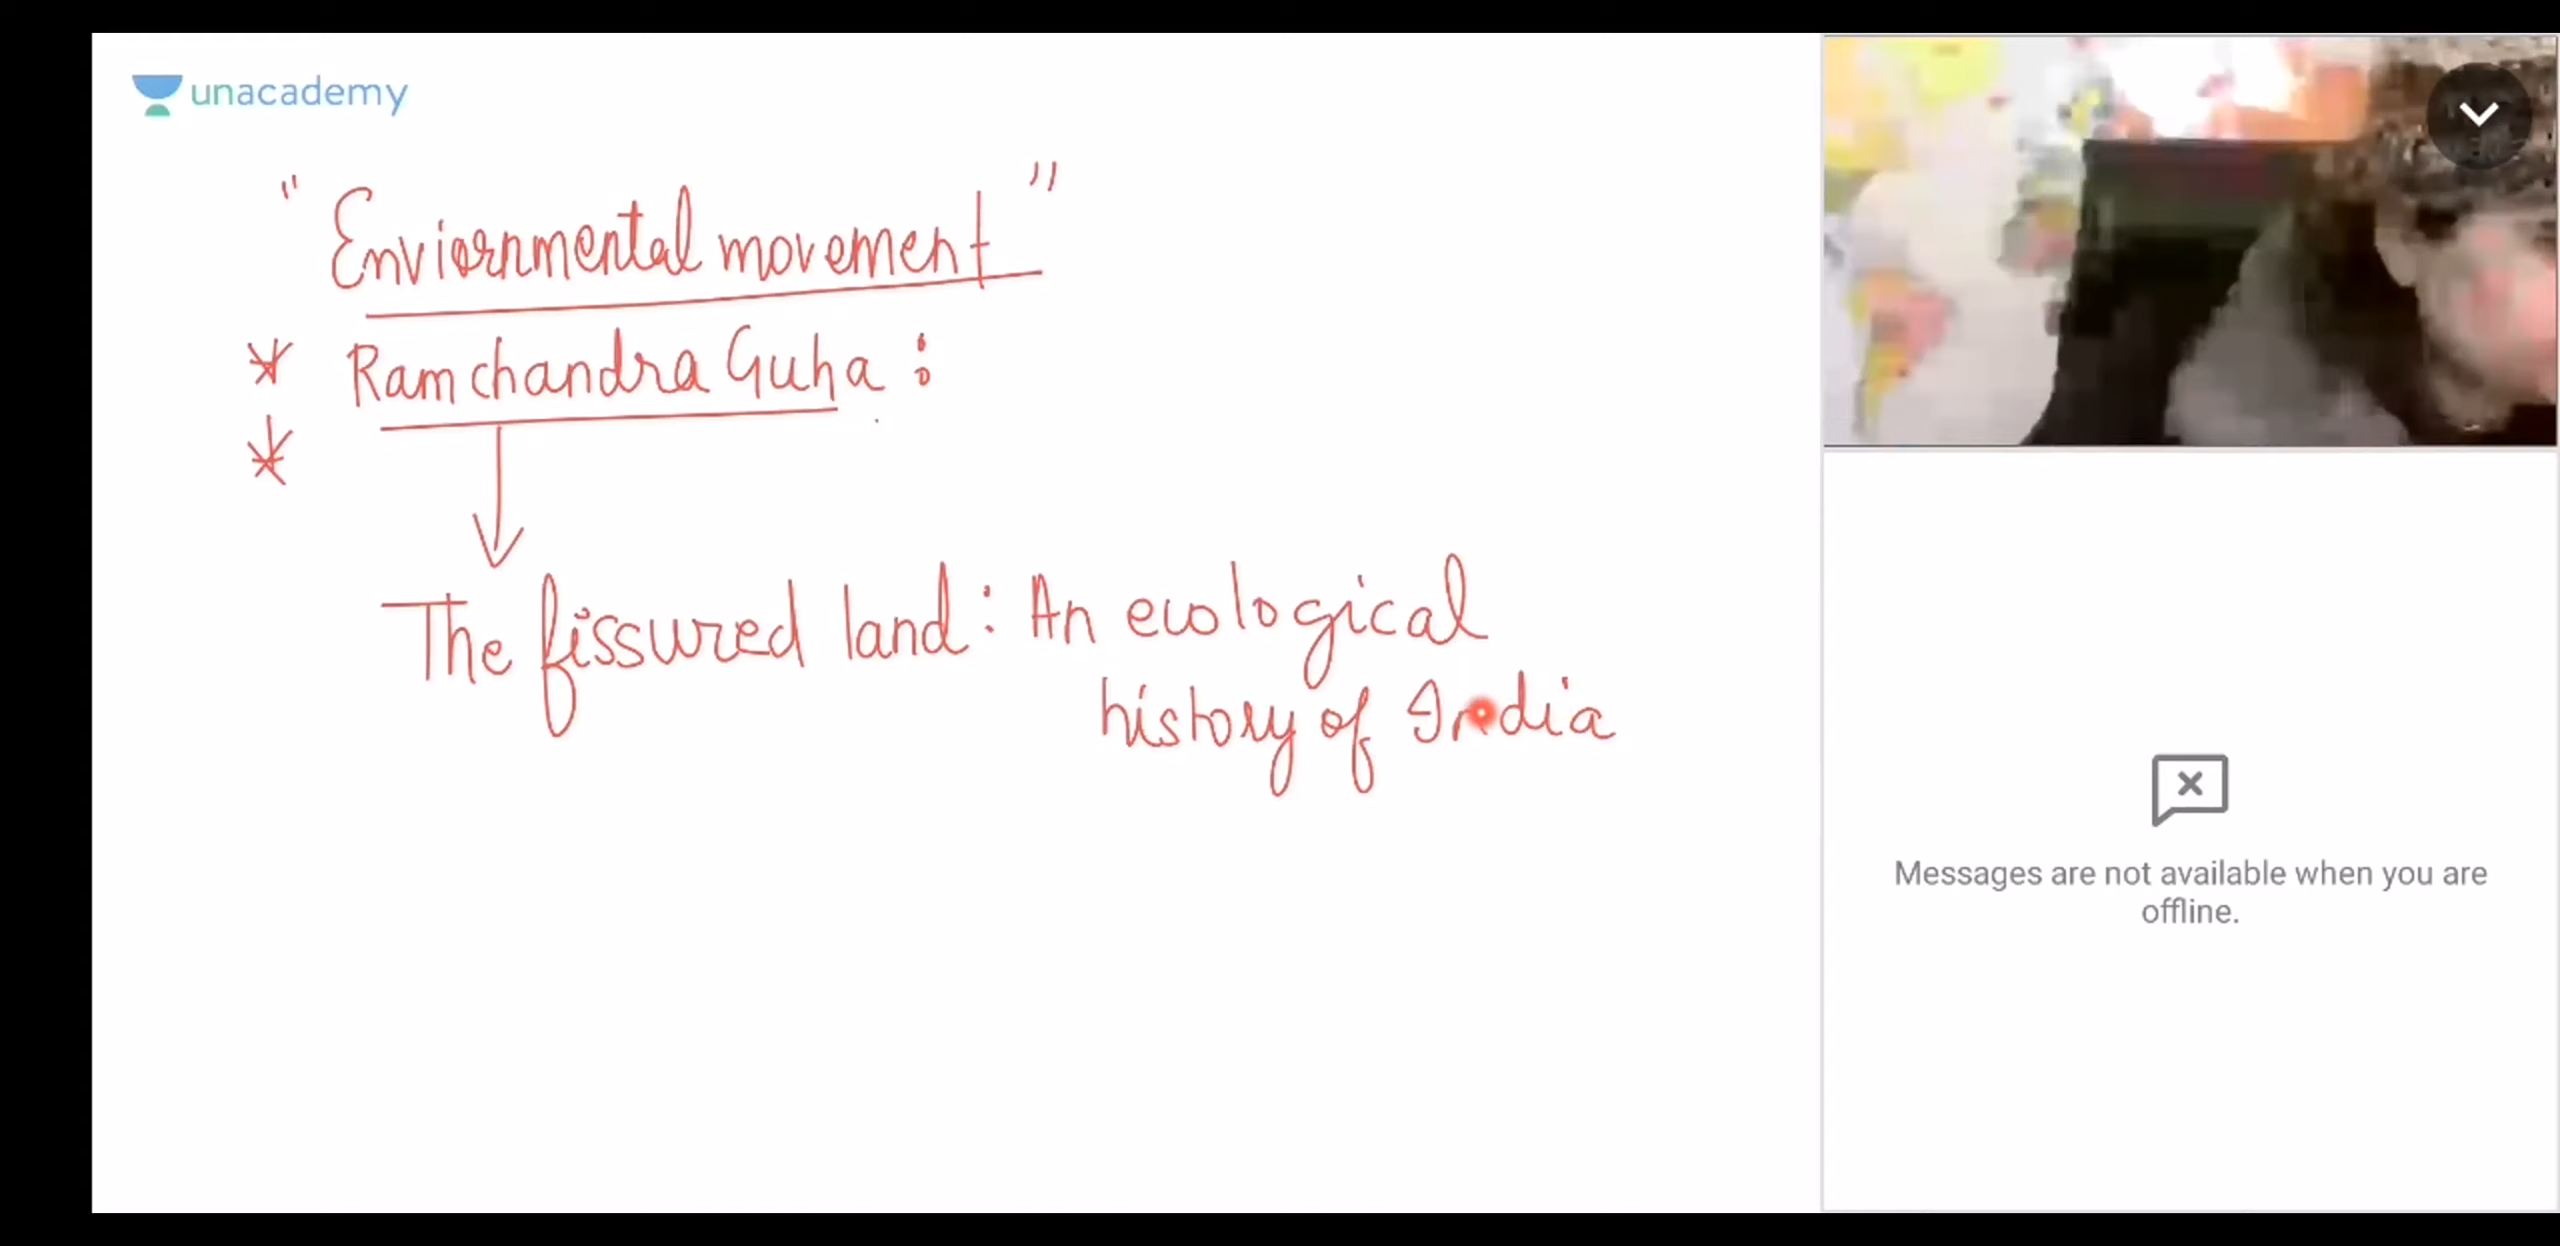 unacademy
" Enviornmental movement "
* Ramchandra Guha :
*
The fissured land : An ecological
history of India
Messages are not available when you are
offline.